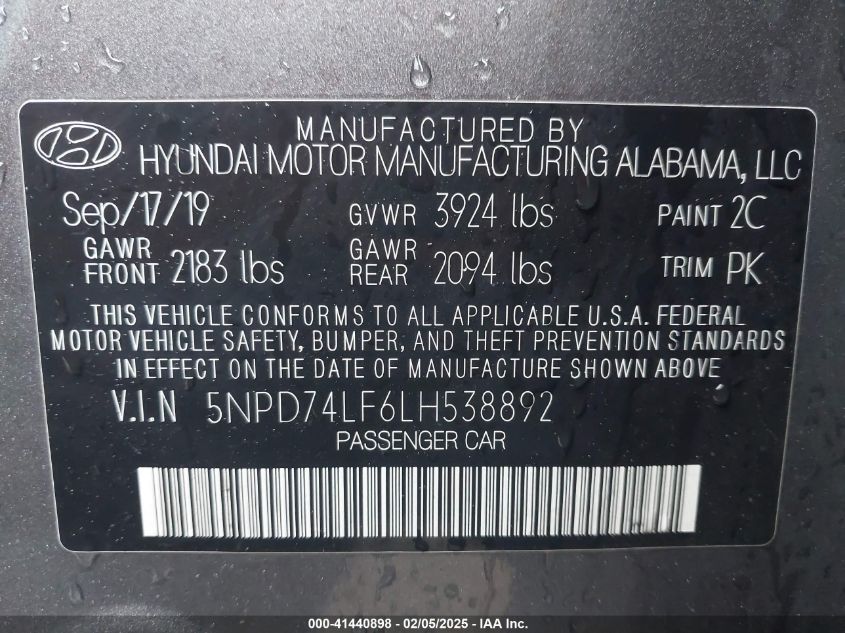 MANUFACTURED BY
HYUNDAI MOTOR MANUFACTURING ALABAMA, LLC
Sep/17/19 GVWR 3924 lbs PAINT 2C
GAWR FRONT 2183 lbs GAWR REAR 2094 lbs TRIM PK
THIS VEHICLE CONFORMS TO ALL APPLICABLE U.S.A. FEDERAL
MOTOR VEHICLE SAFETY, BUMPER, AND THEFT PREVENTION STANDARDS
IN EFFECT ON THE DATE OF MANUFACTURE SHOWN ABOVE
V.I.N 5NPD74LF6LH538892
PASSENGER CAR
000-41440898 - 02/05/2025 - IAA Inc.